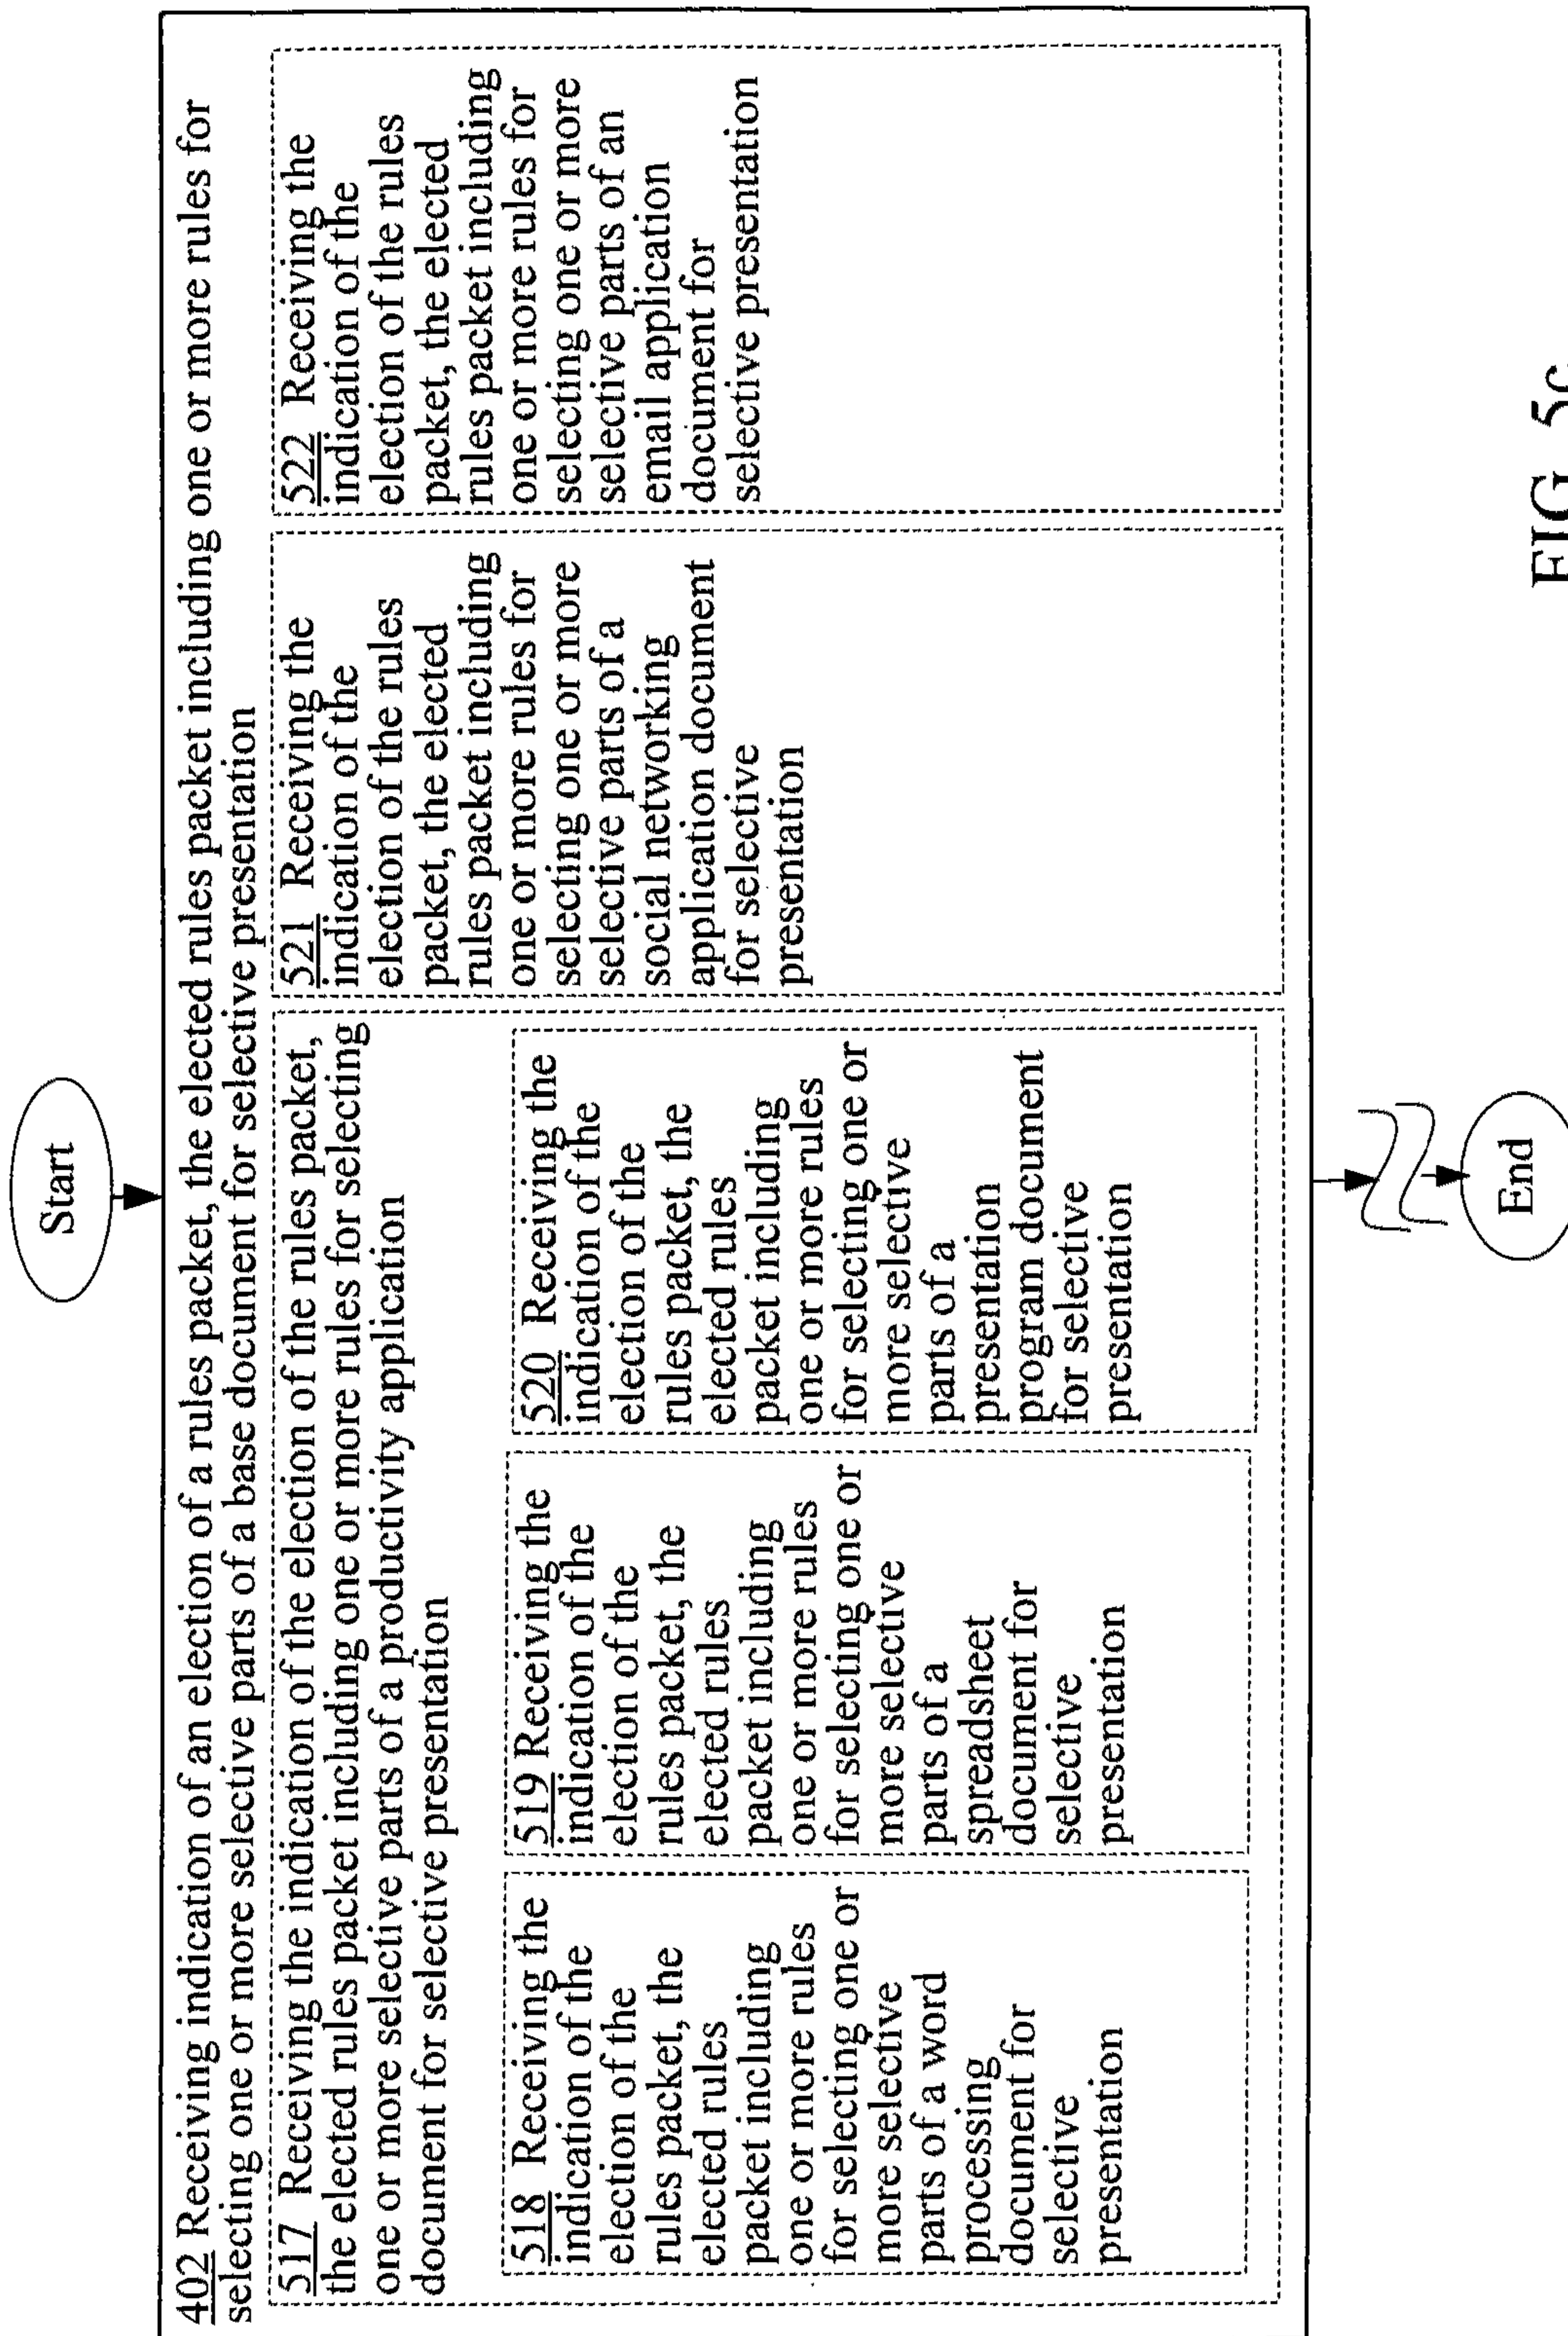 Start
402 Receiving indication of an election of a rules packet, the elected rules packet including one or more rules for
selecting one or more selective parts of a base document for selective presentation
517 Receiving the indication of the election of the rules packet,
the elected rules packet including one or more rules for selecting
one or more selective parts of a productivity application
document for selective presentation
518 Receiving the
indication of the
election of the
rules packet, the
elected rules
packet including
one or more rules
for selecting one or
more selective
parts of a word
processing
document for
selective
presentation
519 Receiving the
indication of the
election of the
rules packet, the
elected rules
packet including
one or more rules
for selecting one or
more selective
parts of a
spreadsheet
document for
selective
presentation
520 Receiving the
indication of the
election of the
rules packet, the
elected rules
packet including
one or more rules
for selecting one or
more selective
parts of a
presentation
program document
for selective
presentation
521 Receiving the
indication of the
election of the rules
packet, the elected
rules packet including
one or more rules for
selecting one or more
selective parts of a
social networking
application document
for selective
presentation
522 Receiving the
indication of the
election of the rules
packet, the elected
rules packet including
one or more rules for
selecting one or more
selective parts of an
email application
document for
selective presentation
End
FIG. 5c